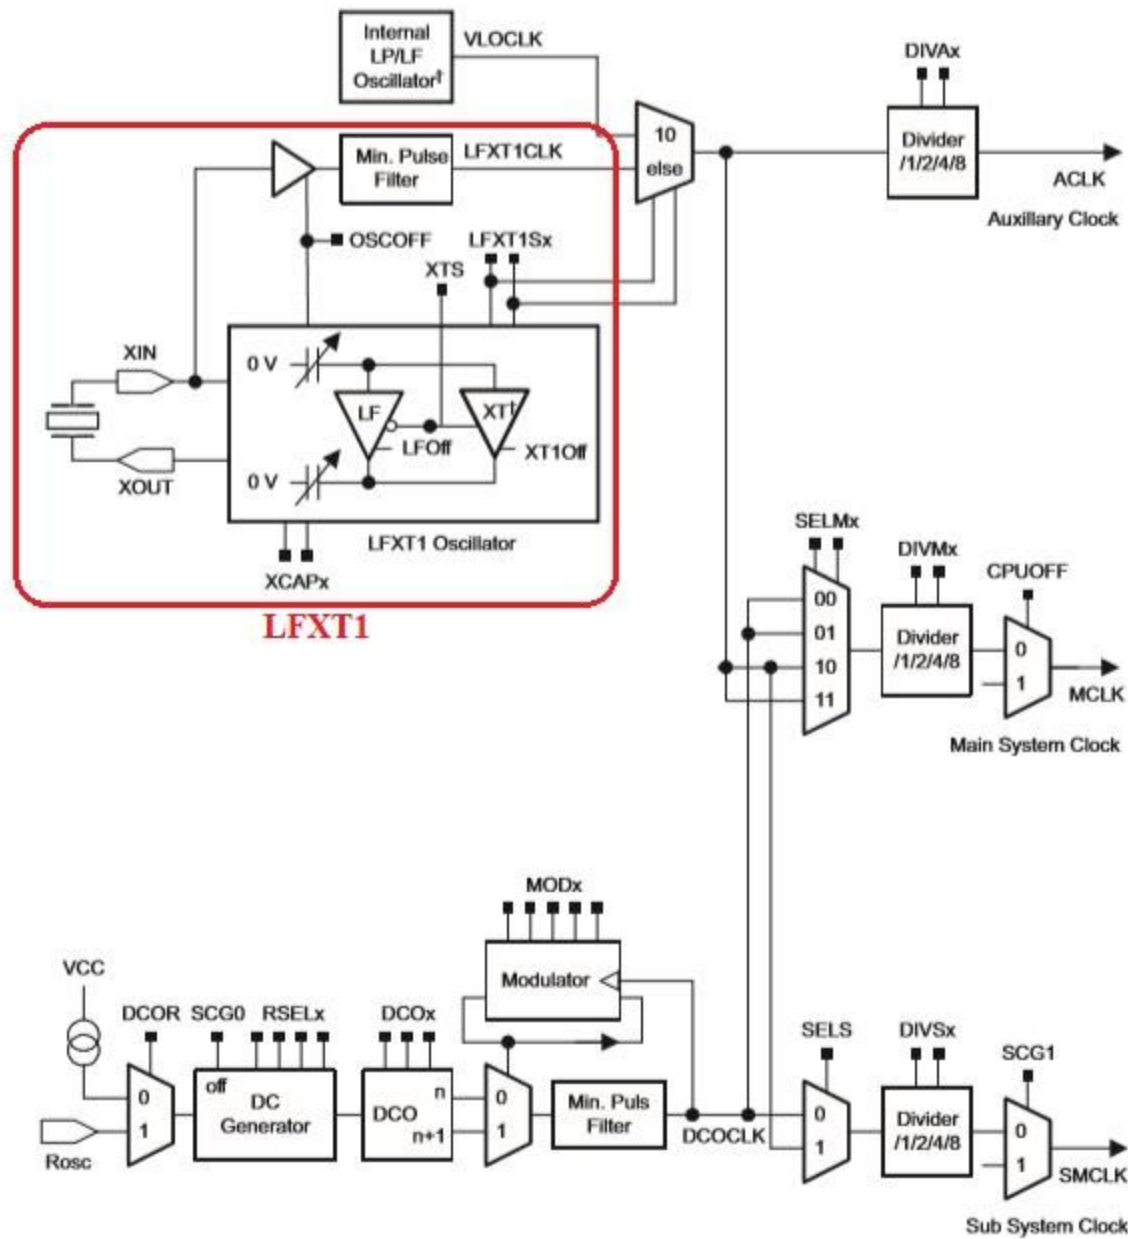 Internal
LP/LF
Oscillator†
VLOCLK
DIVAx
10
else
Divider
/1/2/4/8
ACLK
Auxillary Clock
Min. Pulse
Filter
LFXT1CLK
OSCOFF
LFXT1Sx
XTS
XIN
XOUT
0 V
LF
XT†
LFOff
XT1Off
0 V
LFXT1 Oscillator
XCAPx
LFXT1
SELMx
DIVMx
CPUOFF
00
01
10
11
Divider
/1/2/4/8
0
1
MCLK
Main System Clock
MODx
Modulator
VCC
DCOR
SCG0
RSELx
DCOx
0
1
Rosc
off
DC
Generator
DCO
n
n+1
0
1
Min. Puls
Filter
DCOCLK
SELS
DIVSx
SCG1
0
1
Divider
/1/2/4/8
0
1
SMCLK
Sub System Clock